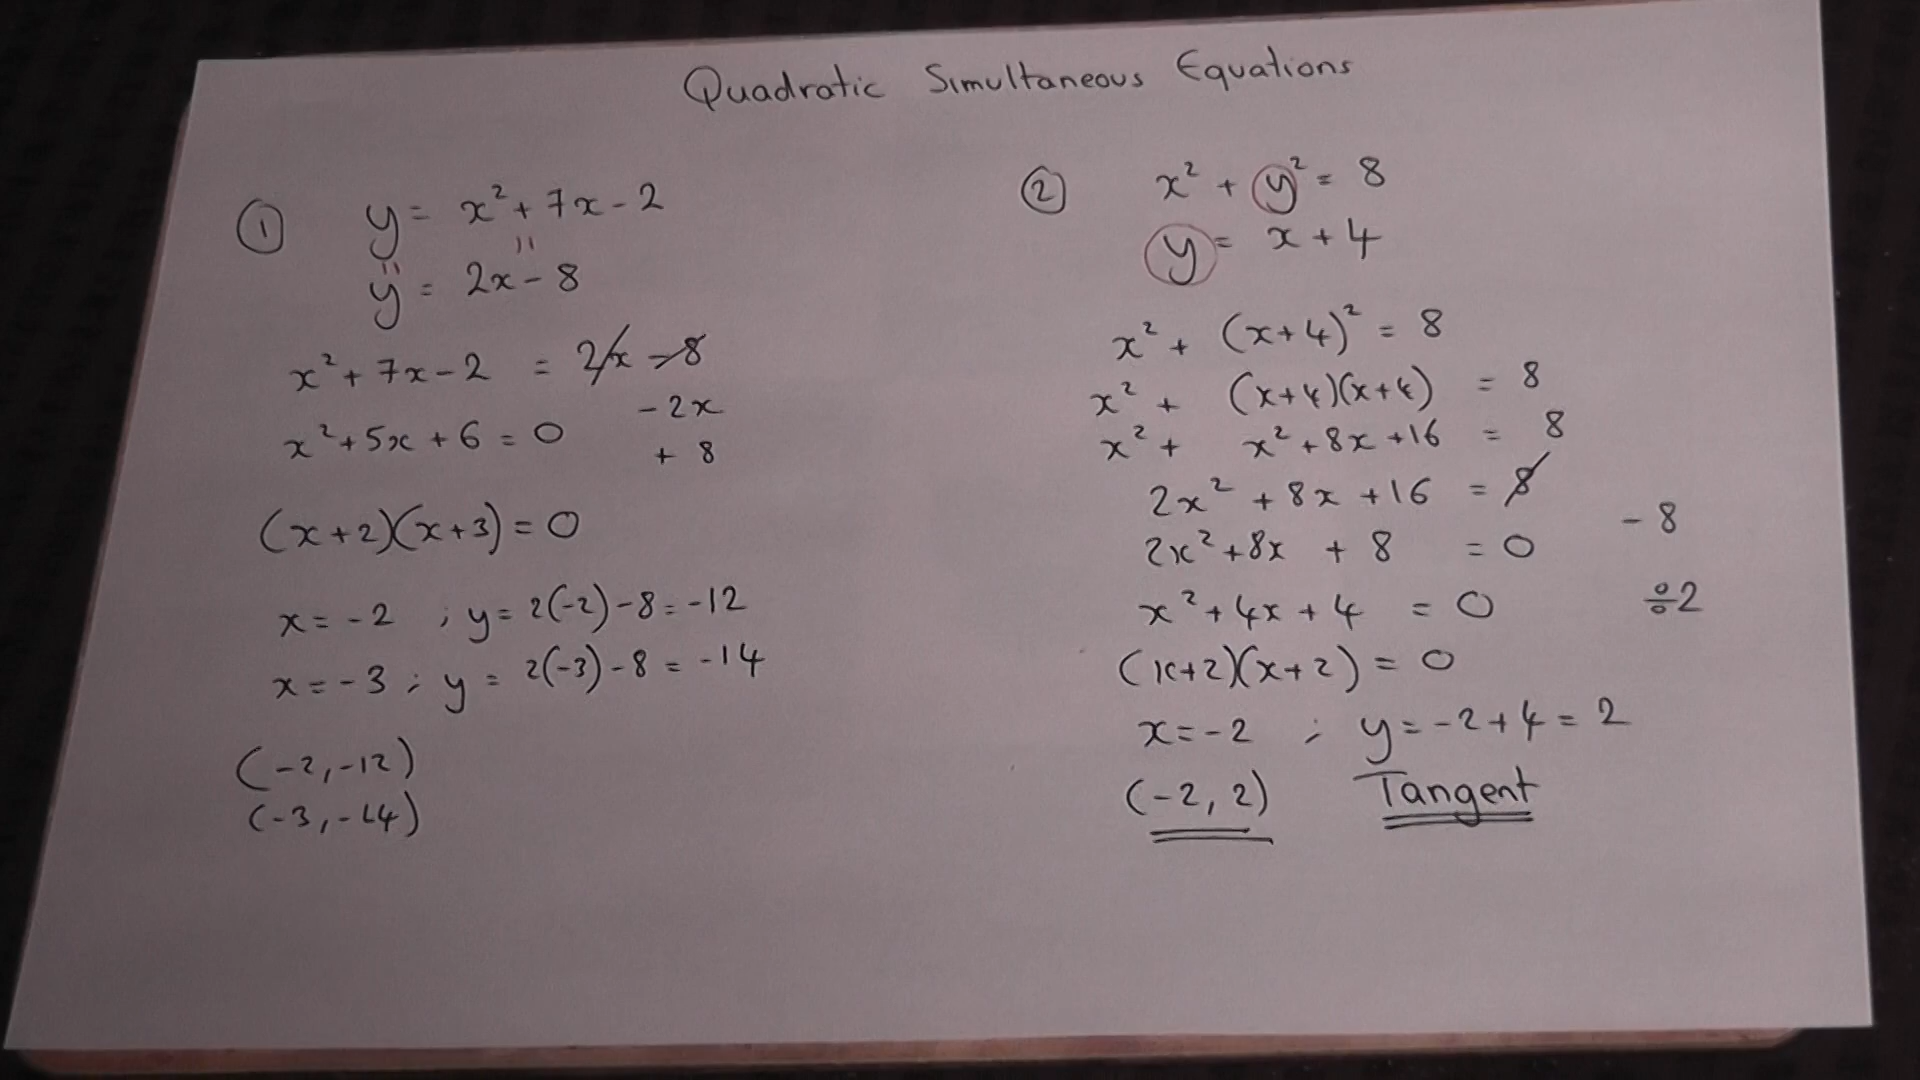 Quadratic Simultaneous Equations
① y = x² + 7x - 2
"
"
y = 2x - 8
x² + 7x - 2 = 2x - 8
- 2x
x² + 5x + 6 = 0
+ 8
(x+2)(x+3) = 0
x = -2 ; y = 2(-2) - 8 = -12
x = -3 ; y = 2(-3) - 8 = -14
(-2, -12)
(-3, -14)
② x² + y² = 8
y = x + 4
x² + (x+4)² = 8
x² + (x+4)(x+4) = 8
x² + x² + 8x + 16 = 8
2x² + 8x + 16 = 8
- 8
2x² + 8x + 8 = 0
x² + 4x + 4 = 0 ÷2
(x+2)(x+2) = 0
x = -2 ; y = -2 + 4 = 2
(-2, 2) Tangent